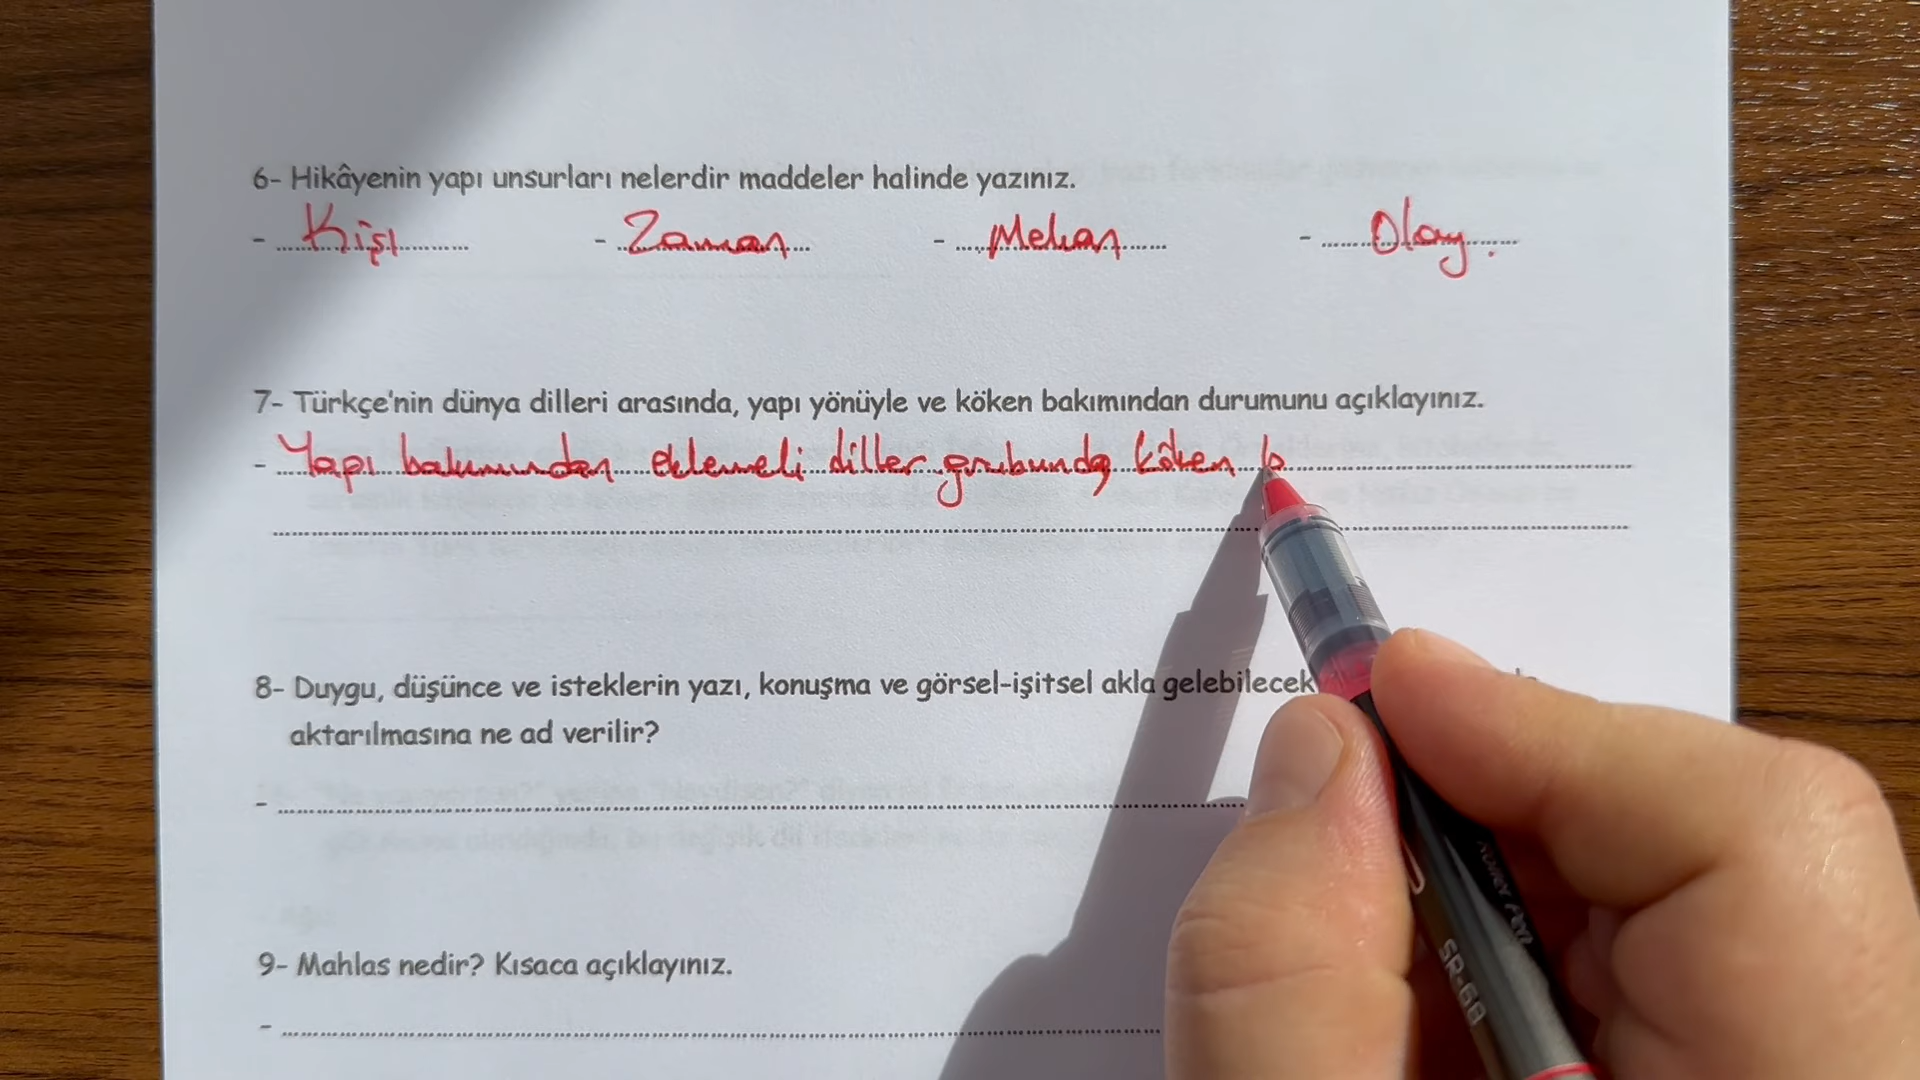 6- Hikâyenin yapı unsurları nelerdir maddeler halinde yazınız.
- Kişi - Zaman - Mekan - Olay.
7- Türkçe'nin dünya dilleri arasında, yapı yönüyle ve köken bakımından durumunu açıklayınız.
- Yapı bakımından eklemeli diller grubunda, köken b
8- Duygu, düşünce ve isteklerin yazı, konuşma ve görsel-işitsel akla gelebilecek
aktarılmasına ne ad verilir?
-
9- Mahlas nedir? Kısaca açıklayınız.
-
SR-68